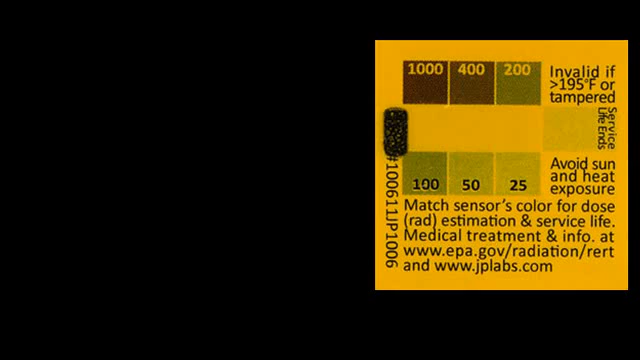 1000 400 200
Invalid if
>195°F or
tampered
Service
Life Ends
100 50 25
Avoid sun
and heat
exposure
#100611JP1006
Match sensor's color for dose
(rad) estimation & service life.
Medical treatment & info. at
www.epa.gov/radiation/rert
and www.jplabs.com